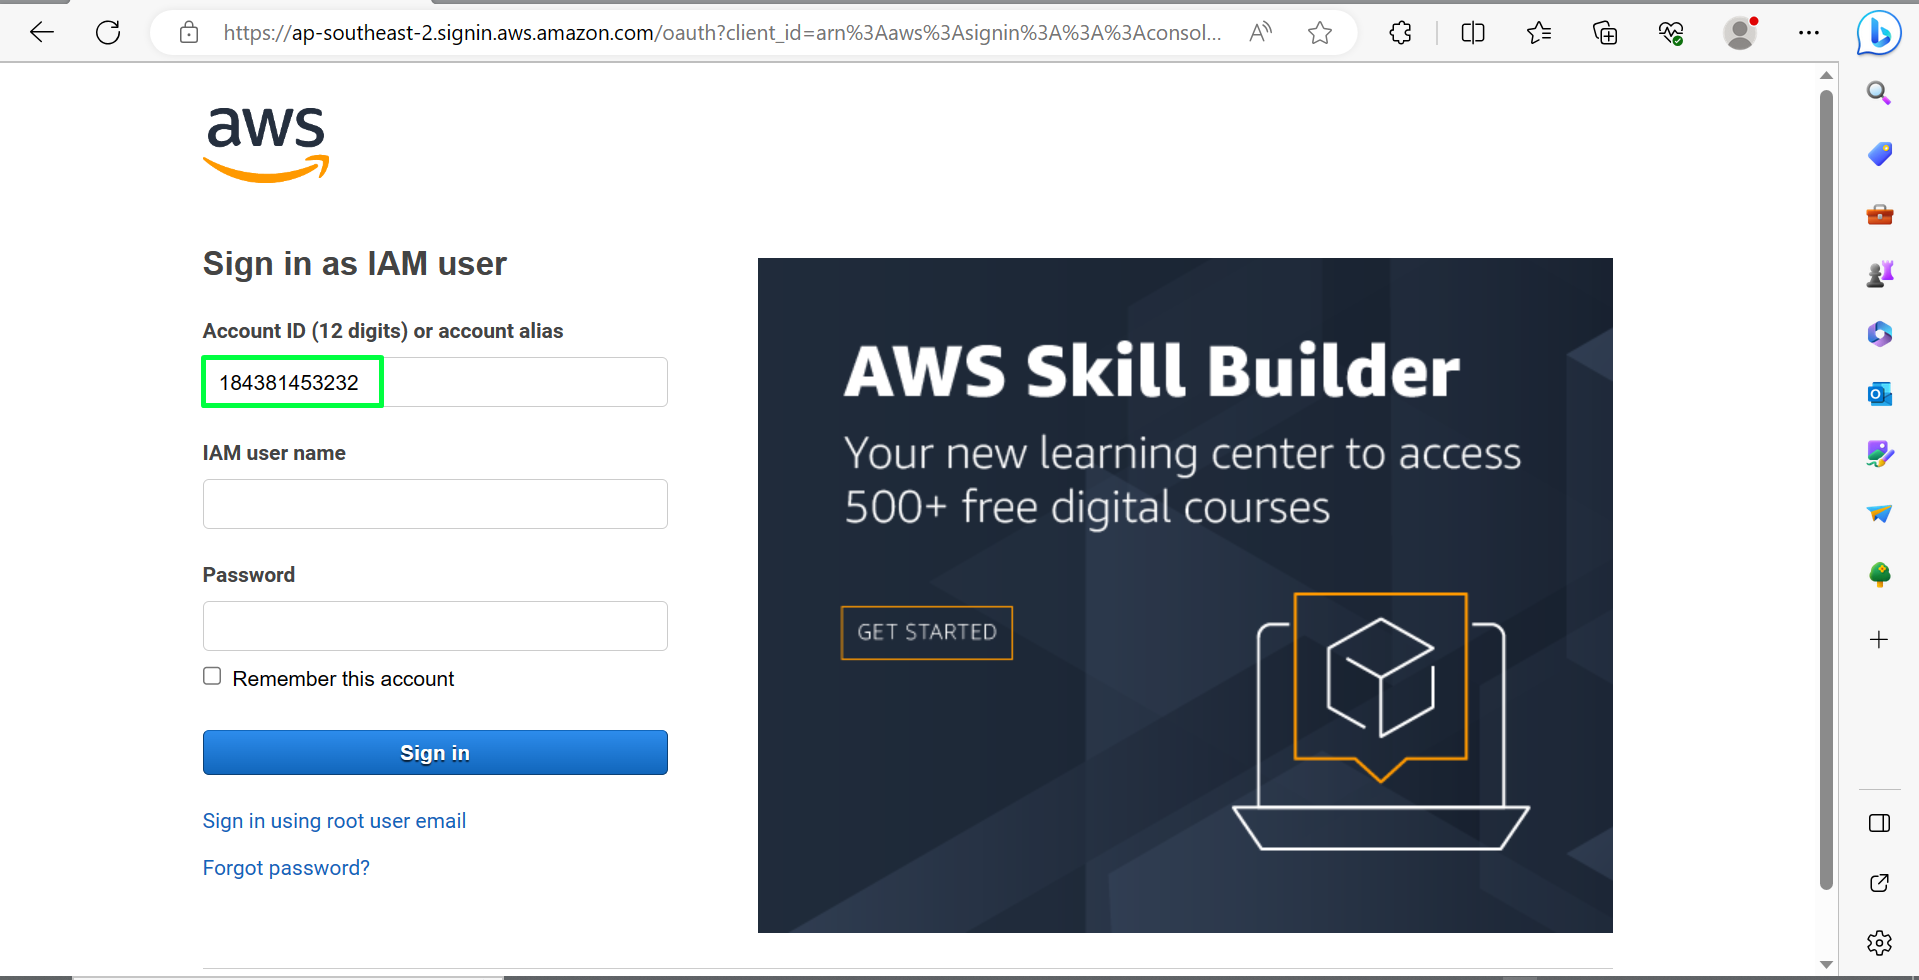 https://ap-southeast-2.signin.aws.amazon.com/oauth?client_id=arn%3Aaws%3Asignin%3A%3A%3Aconsol...
aws
Sign in as IAM user
Account ID (12 digits) or account alias
184381453232
IAM user name
Password
Remember this account
Sign in
Sign in using root user email
Forgot password?
AWS Skill Builder
Your new learning center to access
500+ free digital courses
GET STARTED